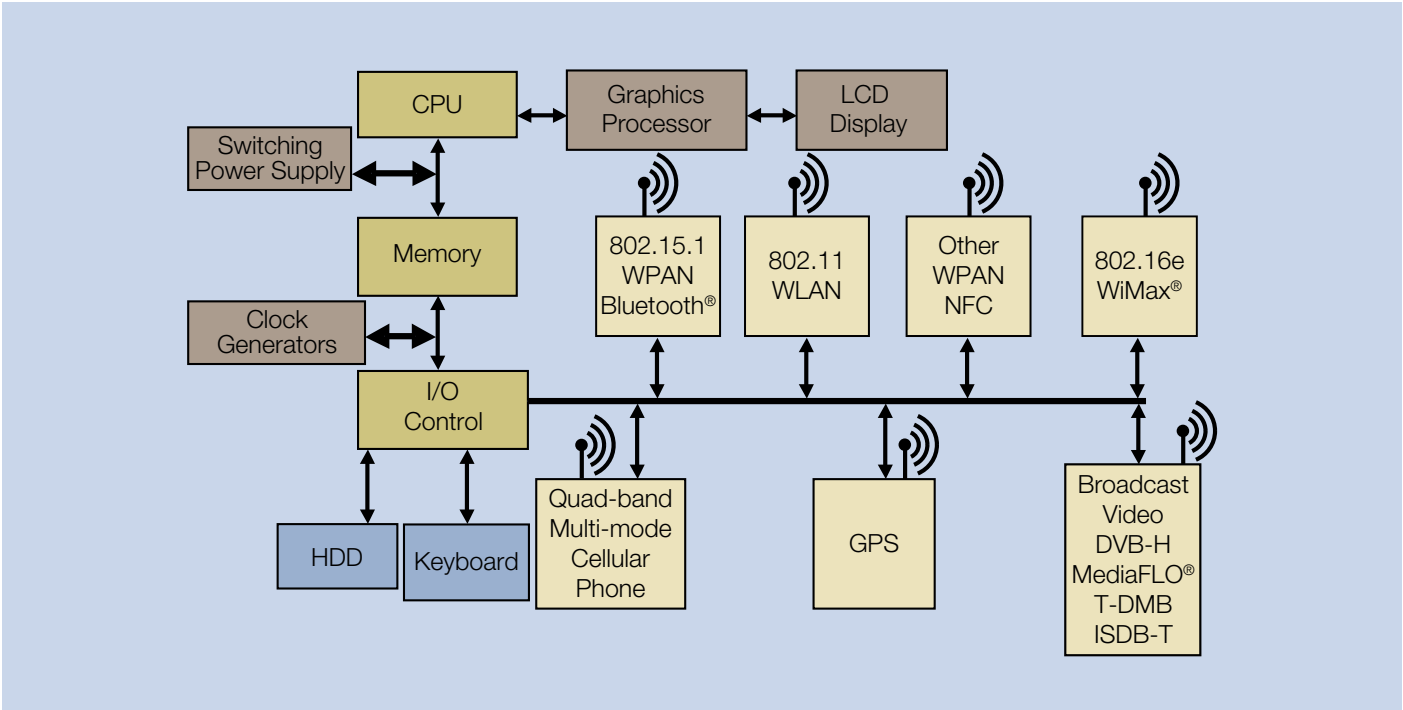 CPU
Graphics
Processor
LCD
Display
Switching
Power Supply
Memory
802.15.1
WPAN
Bluetooth®
802.11
WLAN
Other
WPAN
NFC
802.16e
WiMax®
Clock
Generators
I/O
Control
HDD
Keyboard
Quad-band
Multi-mode
Cellular
Phone
GPS
Broadcast
Video
DVB-H
MediaFLO®
T-DMB
ISDB-T